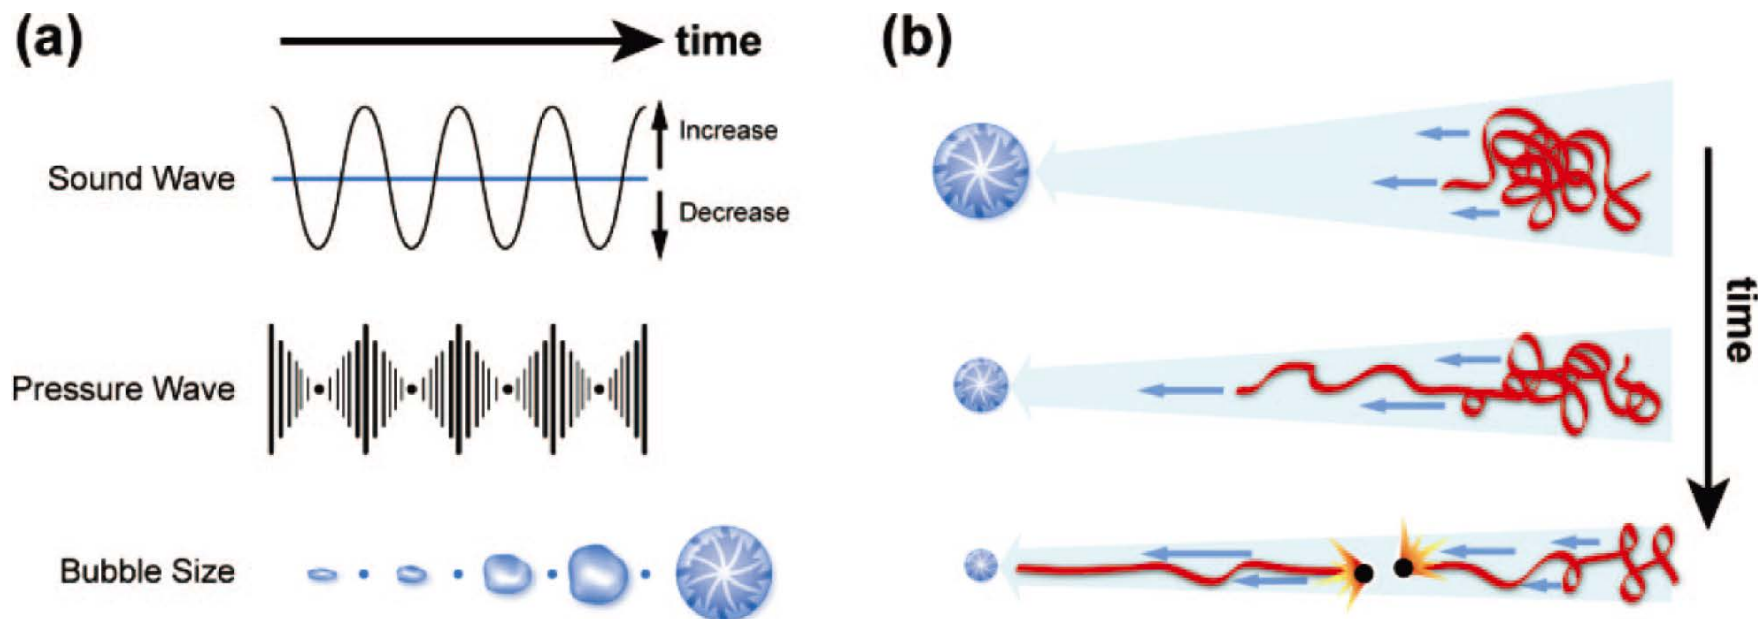 (a)
time
Sound Wave
Increase
Decrease
Pressure Wave
Bubble Size
(b)
time